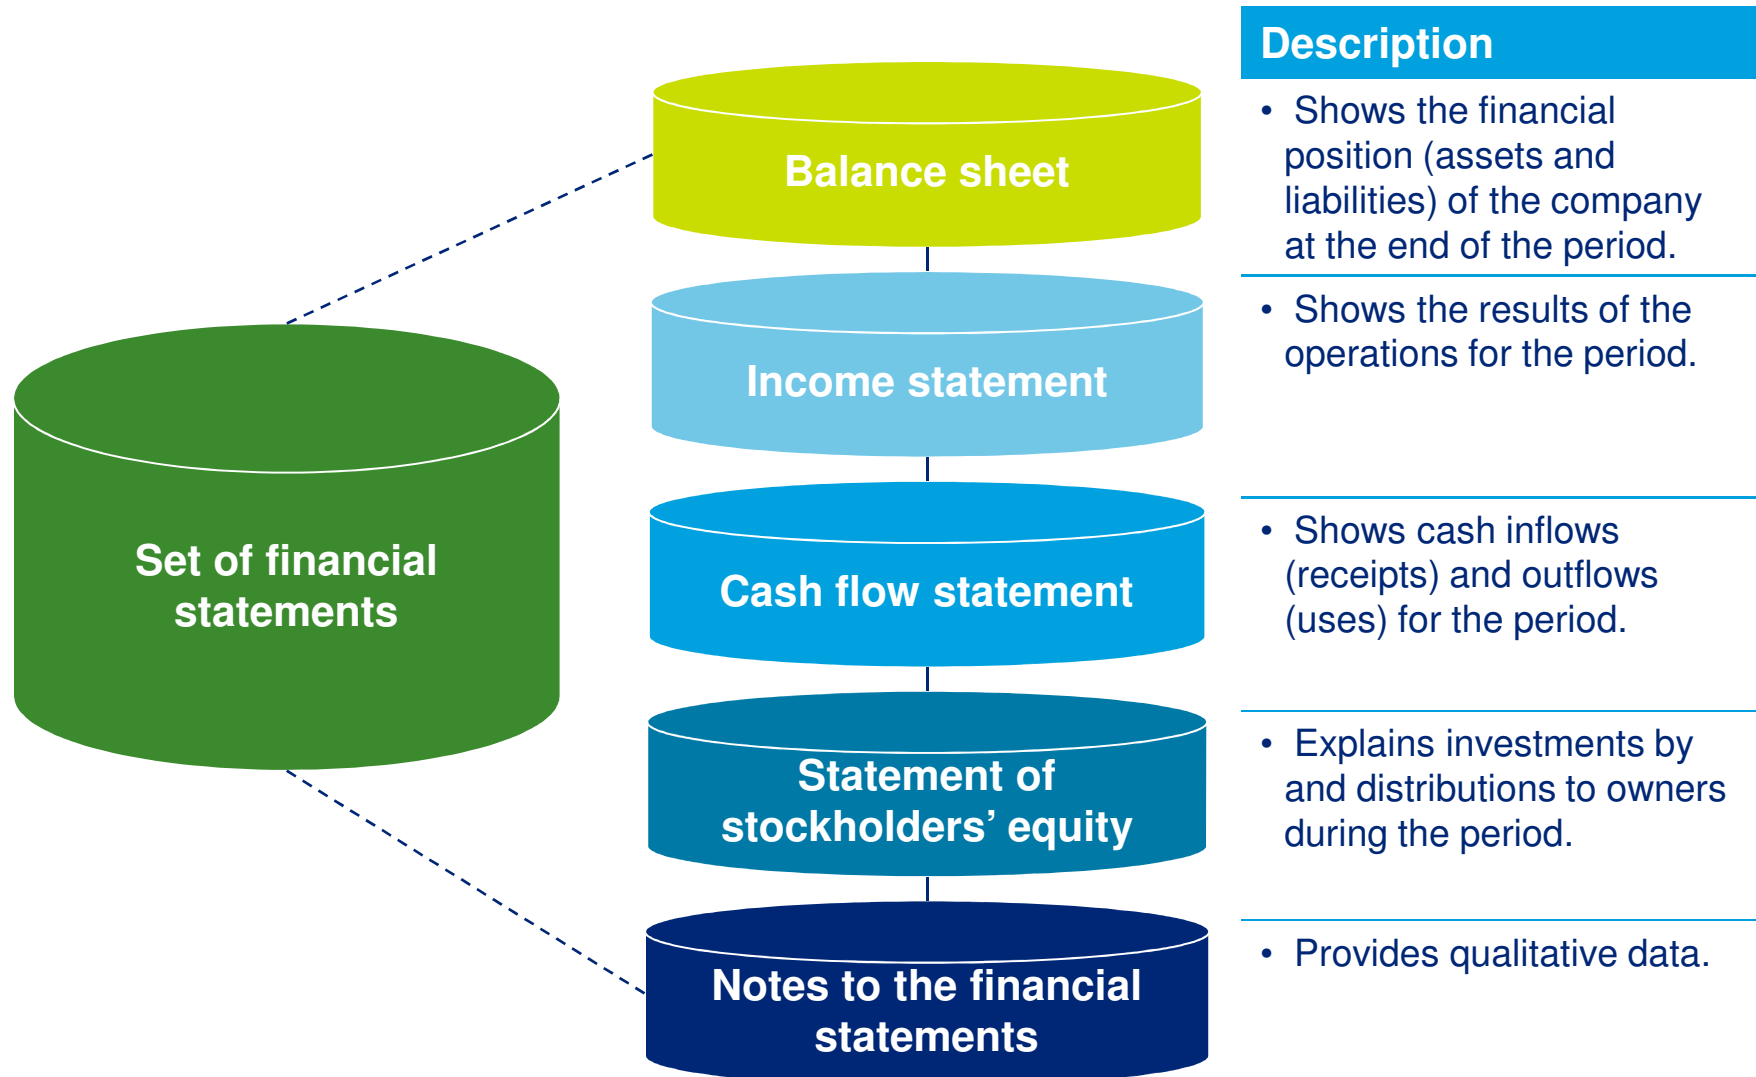 Description
Balance sheet
• Shows the financial
position (assets and
liabilities) of the company
at the end of the period.
Income statement
• Shows the results of the
operations for the period.
Set of financial
statements
Cash flow statement
• Shows cash inflows
(receipts) and outflows
(uses) for the period.
Statement of
stockholders’ equity
• Explains investments by
and distributions to owners
during the period.
Notes to the financial
statements
• Provides qualitative data.